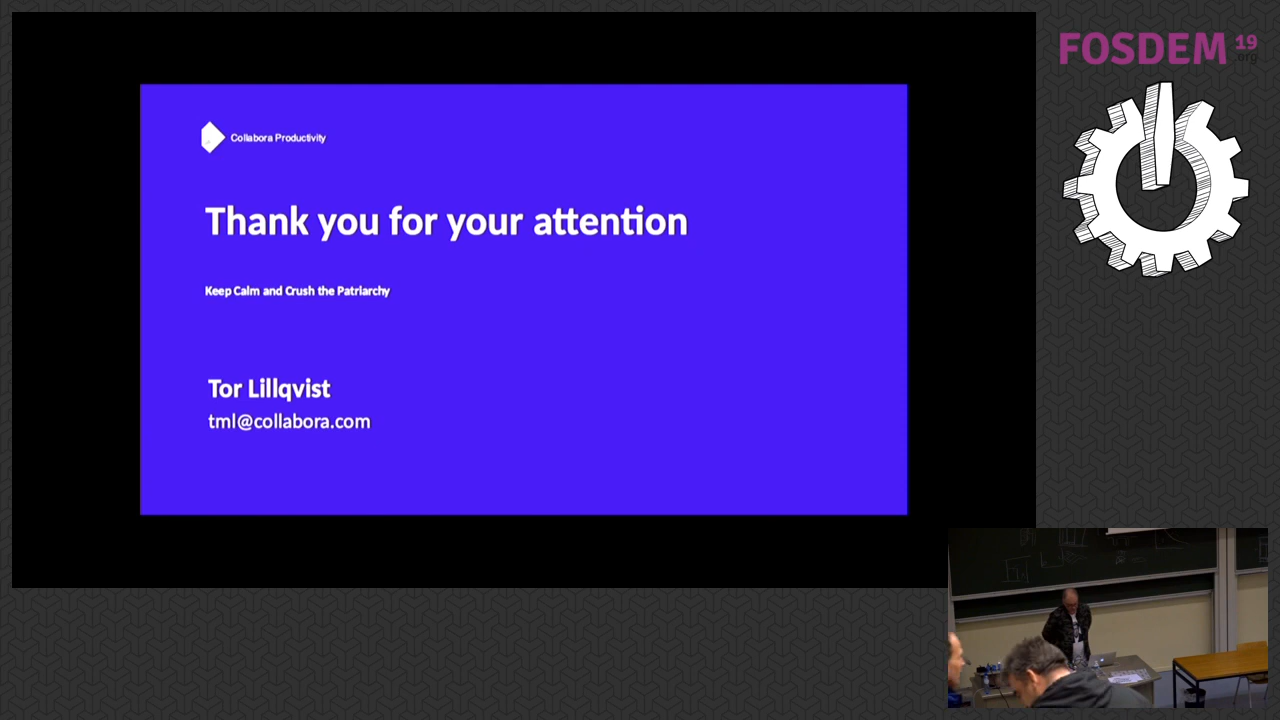 FOSDEM 19
.org
Collabora Productivity
Thank you for your attention
Keep Calm and Crush the Patriarchy
Tor Lillqvist
tml@collabora.com